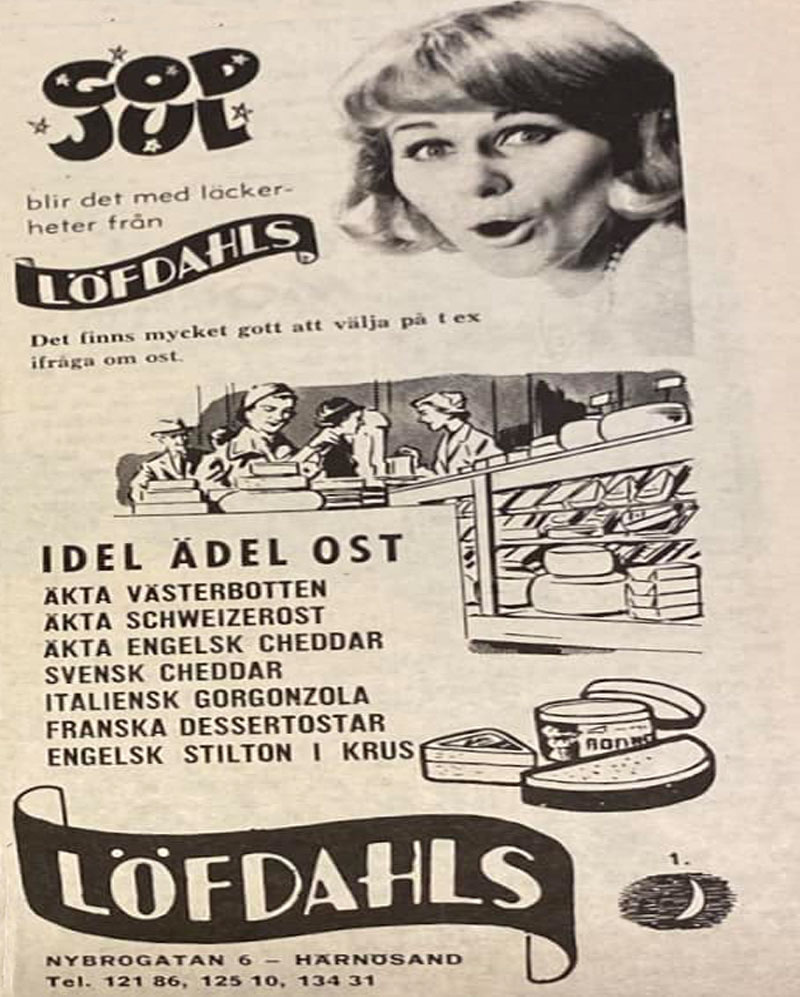 GOD
JUL
blir det med läcker-
heter från
LÖFDAHLS
Det finns mycket gott att välja på t ex
ifråga om ost.
IDEL ÄDEL OST
ÄKTA VÄSTERBOTTEN
ÄKTA SCHWEIZEROST
ÄKTA ENGELSK CHEDDAR
SVENSK CHEDDAR
ITALIENSK GORGONZOLA
FRANSKA DESSERTOSTAR
ENGELSK STILTON I KRUS
LÖFDAHLS
1.
NYBROGATAN 6 – HÄRNÖSAND
Tel. 121 86, 125 10, 134 31